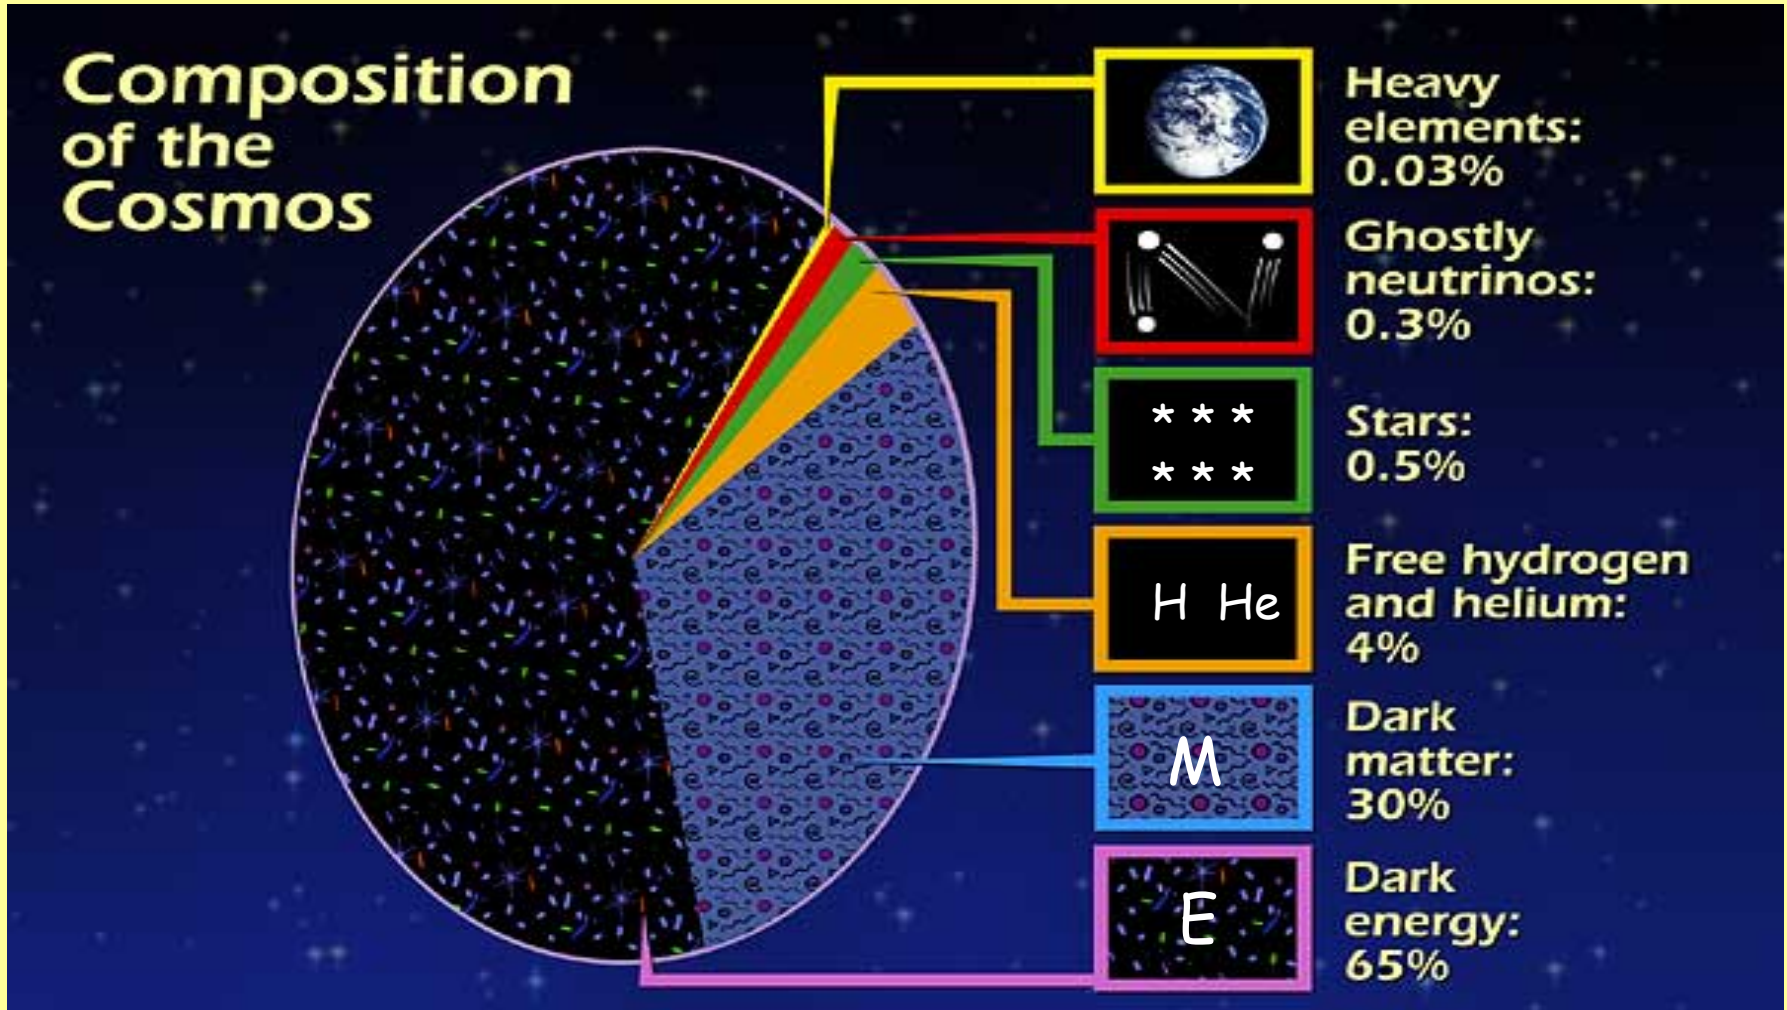 Composition
of the
Cosmos
Heavy
elements:
0.03%
Ghostly
neutrinos:
0.3%
* * *
* * *
Stars:
0.5%
H He
Free hydrogen
and helium:
4%
M
Dark
matter:
30%
E
Dark
energy:
65%